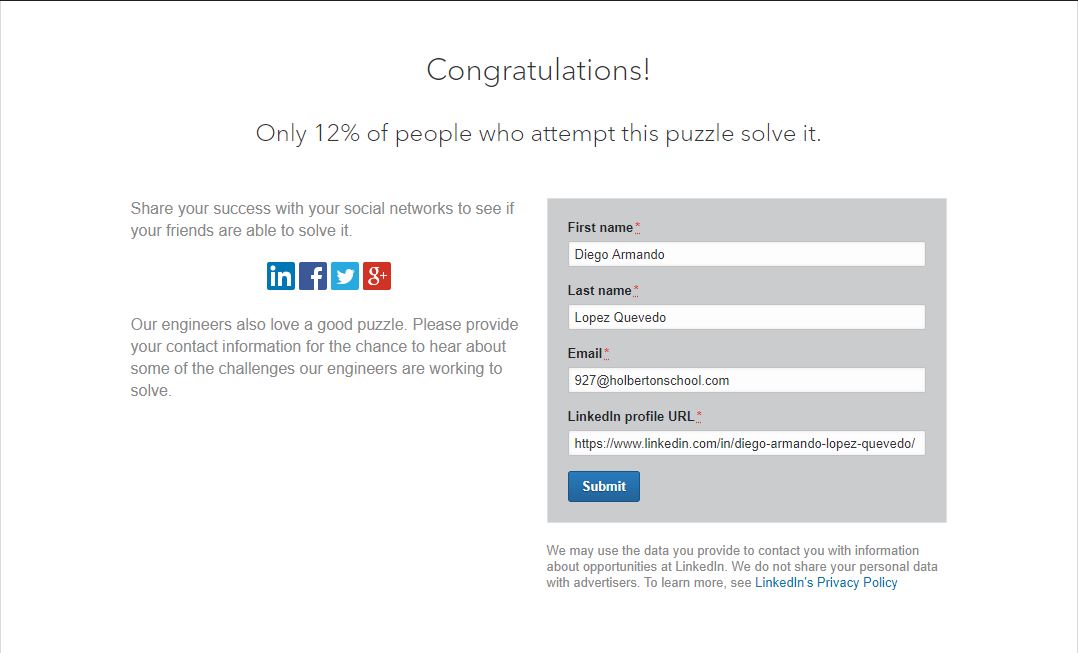 Congratulations!
Only 12% of people who attempt this puzzle solve it.
Share your success with your social networks to see if
your friends are able to solve it.
in f g+
Our engineers also love a good puzzle. Please provide
your contact information for the chance to hear about
some of the challenges our engineers are working to
solve.
First name*
Diego Armando
Last name*
Lopez Quevedo
Email*
927@holbertonschool.com
LinkedIn profile URL*
https://www.linkedin.com/in/diego-armando-lopez-quevedo/
Submit
We may use the data you provide to contact you with information
about opportunities at LinkedIn. We do not share your personal data
with advertisers. To learn more, see LinkedIn's Privacy Policy